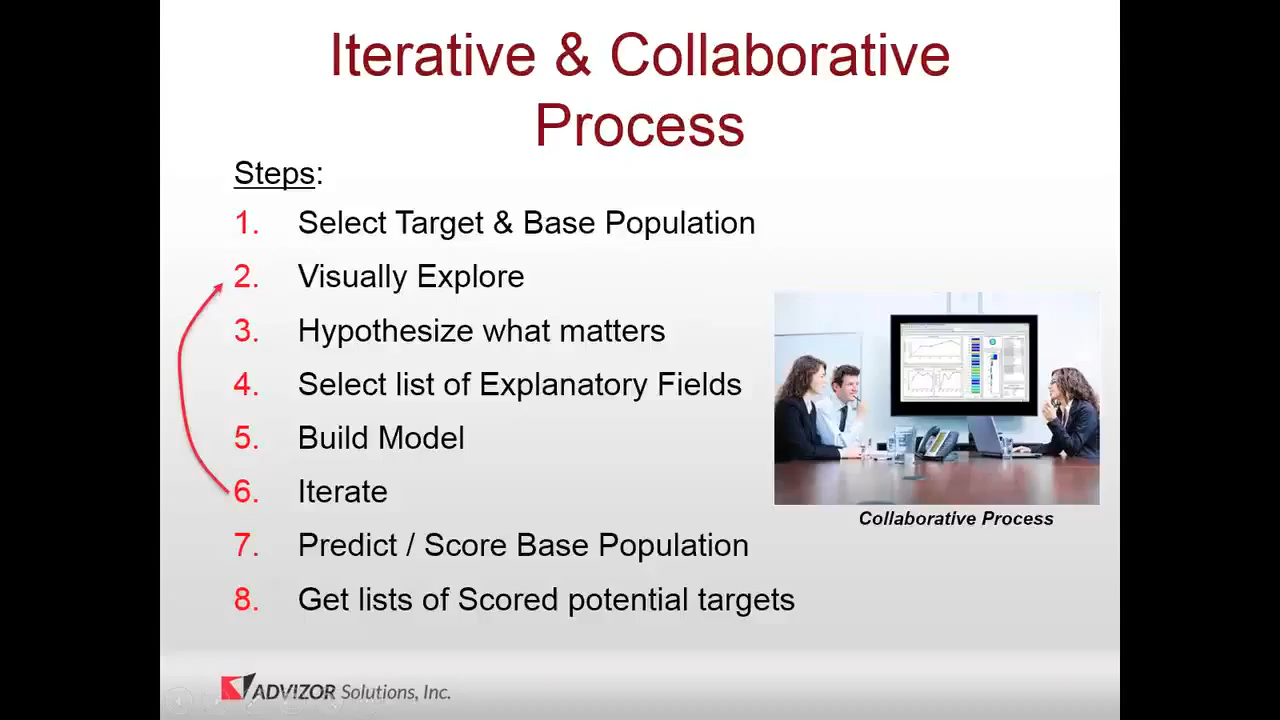 Iterative & Collaborative
Process
Steps:
1. Select Target & Base Population
2. Visually Explore
3. Hypothesize what matters
4. Select list of Explanatory Fields
5. Build Model
6. Iterate
7. Predict / Score Base Population
8. Get lists of Scored potential targets
Collaborative Process
ADVIZOR Solutions, Inc.